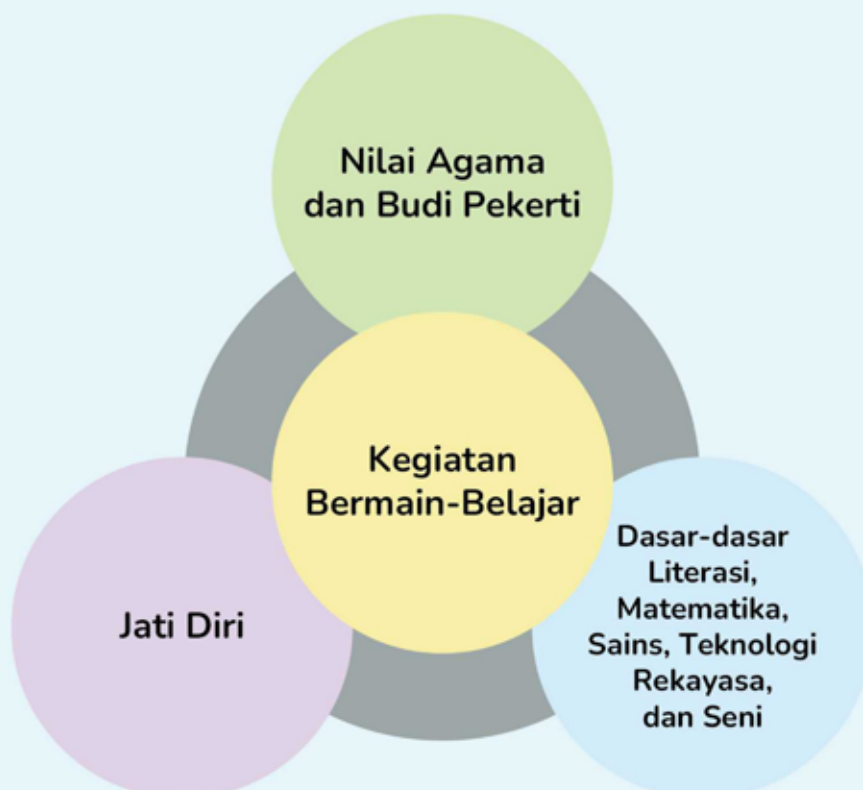 Nilai Agama
dan Budi Pekerti
Kegiatan
Bermain-Belajar
Jati Diri
Dasar-dasar
Literasi,
Matematika,
Sains, Teknologi
Rekayasa,
dan Seni